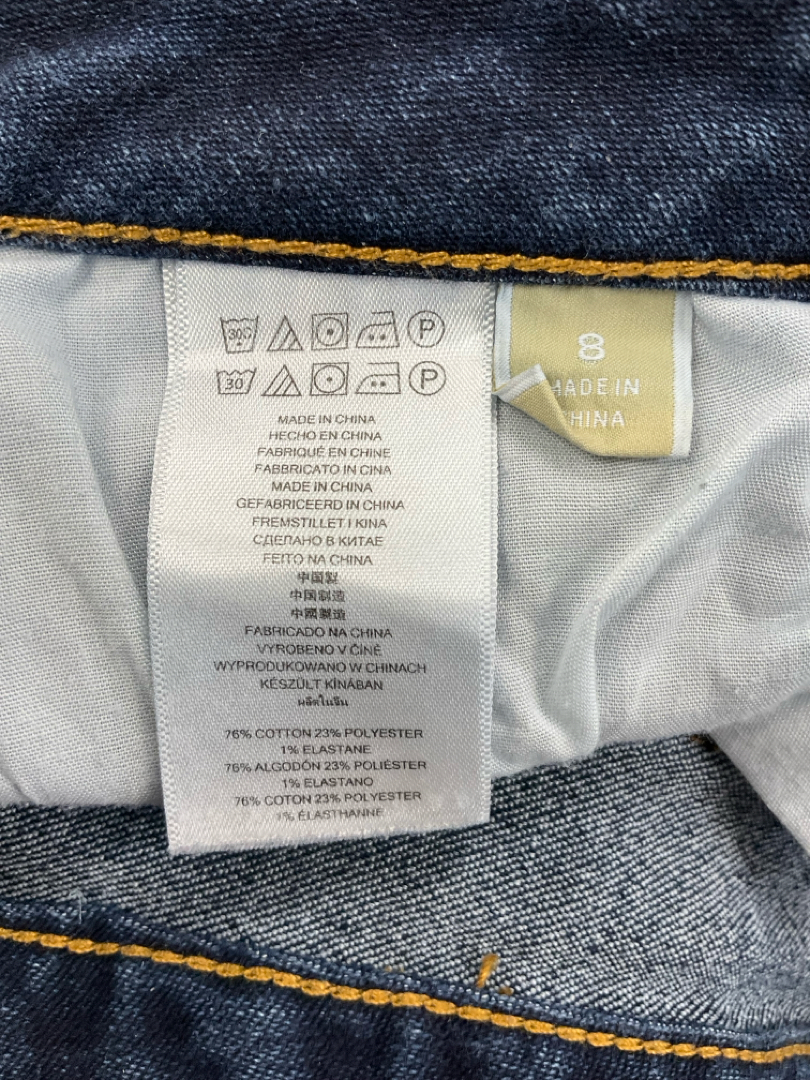 30C P
30 P
MADE IN CHINA
HECHO EN CHINA
FABRIQUÉ EN CHINE
FABBRICATO IN CINA
MADE IN CHINA
GEFABRICEERD IN CHINA
FREMSTILLET I KINA
СДЕЛАНО В КИТАЕ
FEITO NA CHINA
中国製
中国制造
中國製造
FABRICADO NA CHINA
VYROBENO V ČÍNĚ
WYPRODUKOWANO W CHINACH
KÉSZÜLT KÍNÁBAN
ผลิตในจีน
76% COTTON 23% POLYESTER
1% ELASTANE
76% ALGODÓN 23% POLIÉSTER
1% ELASTANO
76% COTON 23% POLYESTER
1% ÉLASTHANNE
8
MADE IN
CHINA